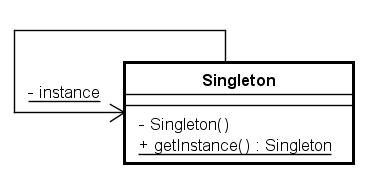 Singleton
- instance
- Singleton()
+ getInstance() : Singleton